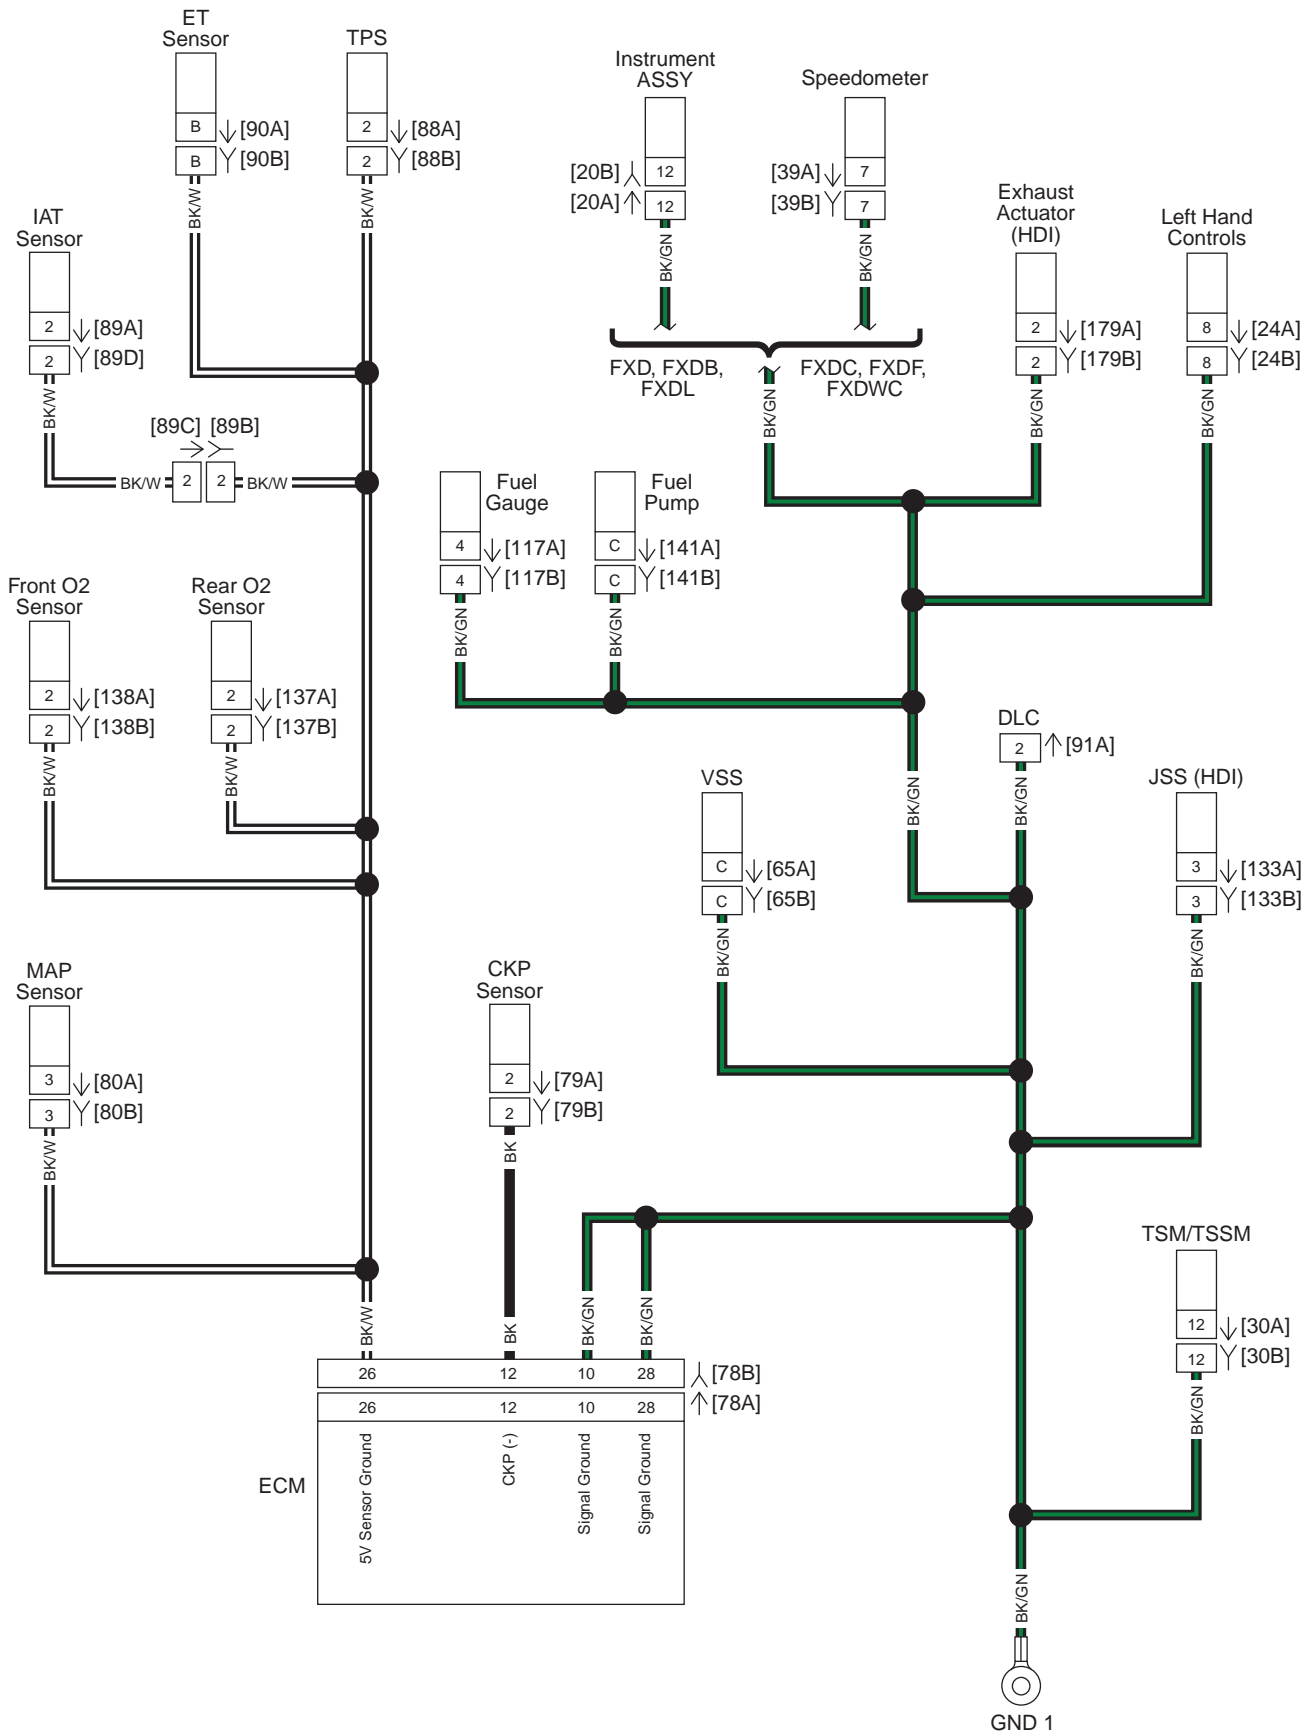 ET
Sensor
B
[90A]
B
[90B]
BK/W
TPS
2
[88A]
2
[88B]
BK/W
Instrument
ASSY
[20B]
12
[20A]
12
BK/GN
Speedometer
[39A]
7
[39B]
7
BK/GN
FXD, FXDB,
FXDL
FXDC, FXDF,
FXDWC
BK/GN
Exhaust
Actuator
(HDI)
2
[179A]
2
[179B]
BK/GN
Left Hand
Controls
8
[24A]
8
[24B]
BK/GN
IAT
Sensor
2
[89A]
2
[89D]
BK/W
[89C]
[89B]
BK/W
2
2
BK/W
Fuel
Gauge
4
[117A]
4
[117B]
BK/GN
Fuel
Pump
C
[141A]
C
[141B]
BK/GN
Front O2
Sensor
2
[138A]
2
[138B]
BK/W
Rear O2
Sensor
2
[137A]
2
[137B]
BK/W
BK/GN
DLC
2
[91A]
BK/GN
VSS
C
[65A]
C
[65B]
BK/GN
JSS (HDI)
3
[133A]
3
[133B]
BK/GN
MAP
Sensor
3
[80A]
3
[80B]
BK/W
CKP
Sensor
2
[79A]
2
[79B]
BK
BK/W
BK
BK/GN
BK/GN
26
12
10
28
[78B]
26
12
10
28
[78A]
ECM
5V Sensor Ground
CKP (-)
Signal Ground
Signal Ground
TSM/TSSM
12
[30A]
12
[30B]
BK/GN
BK/GN
GND 1